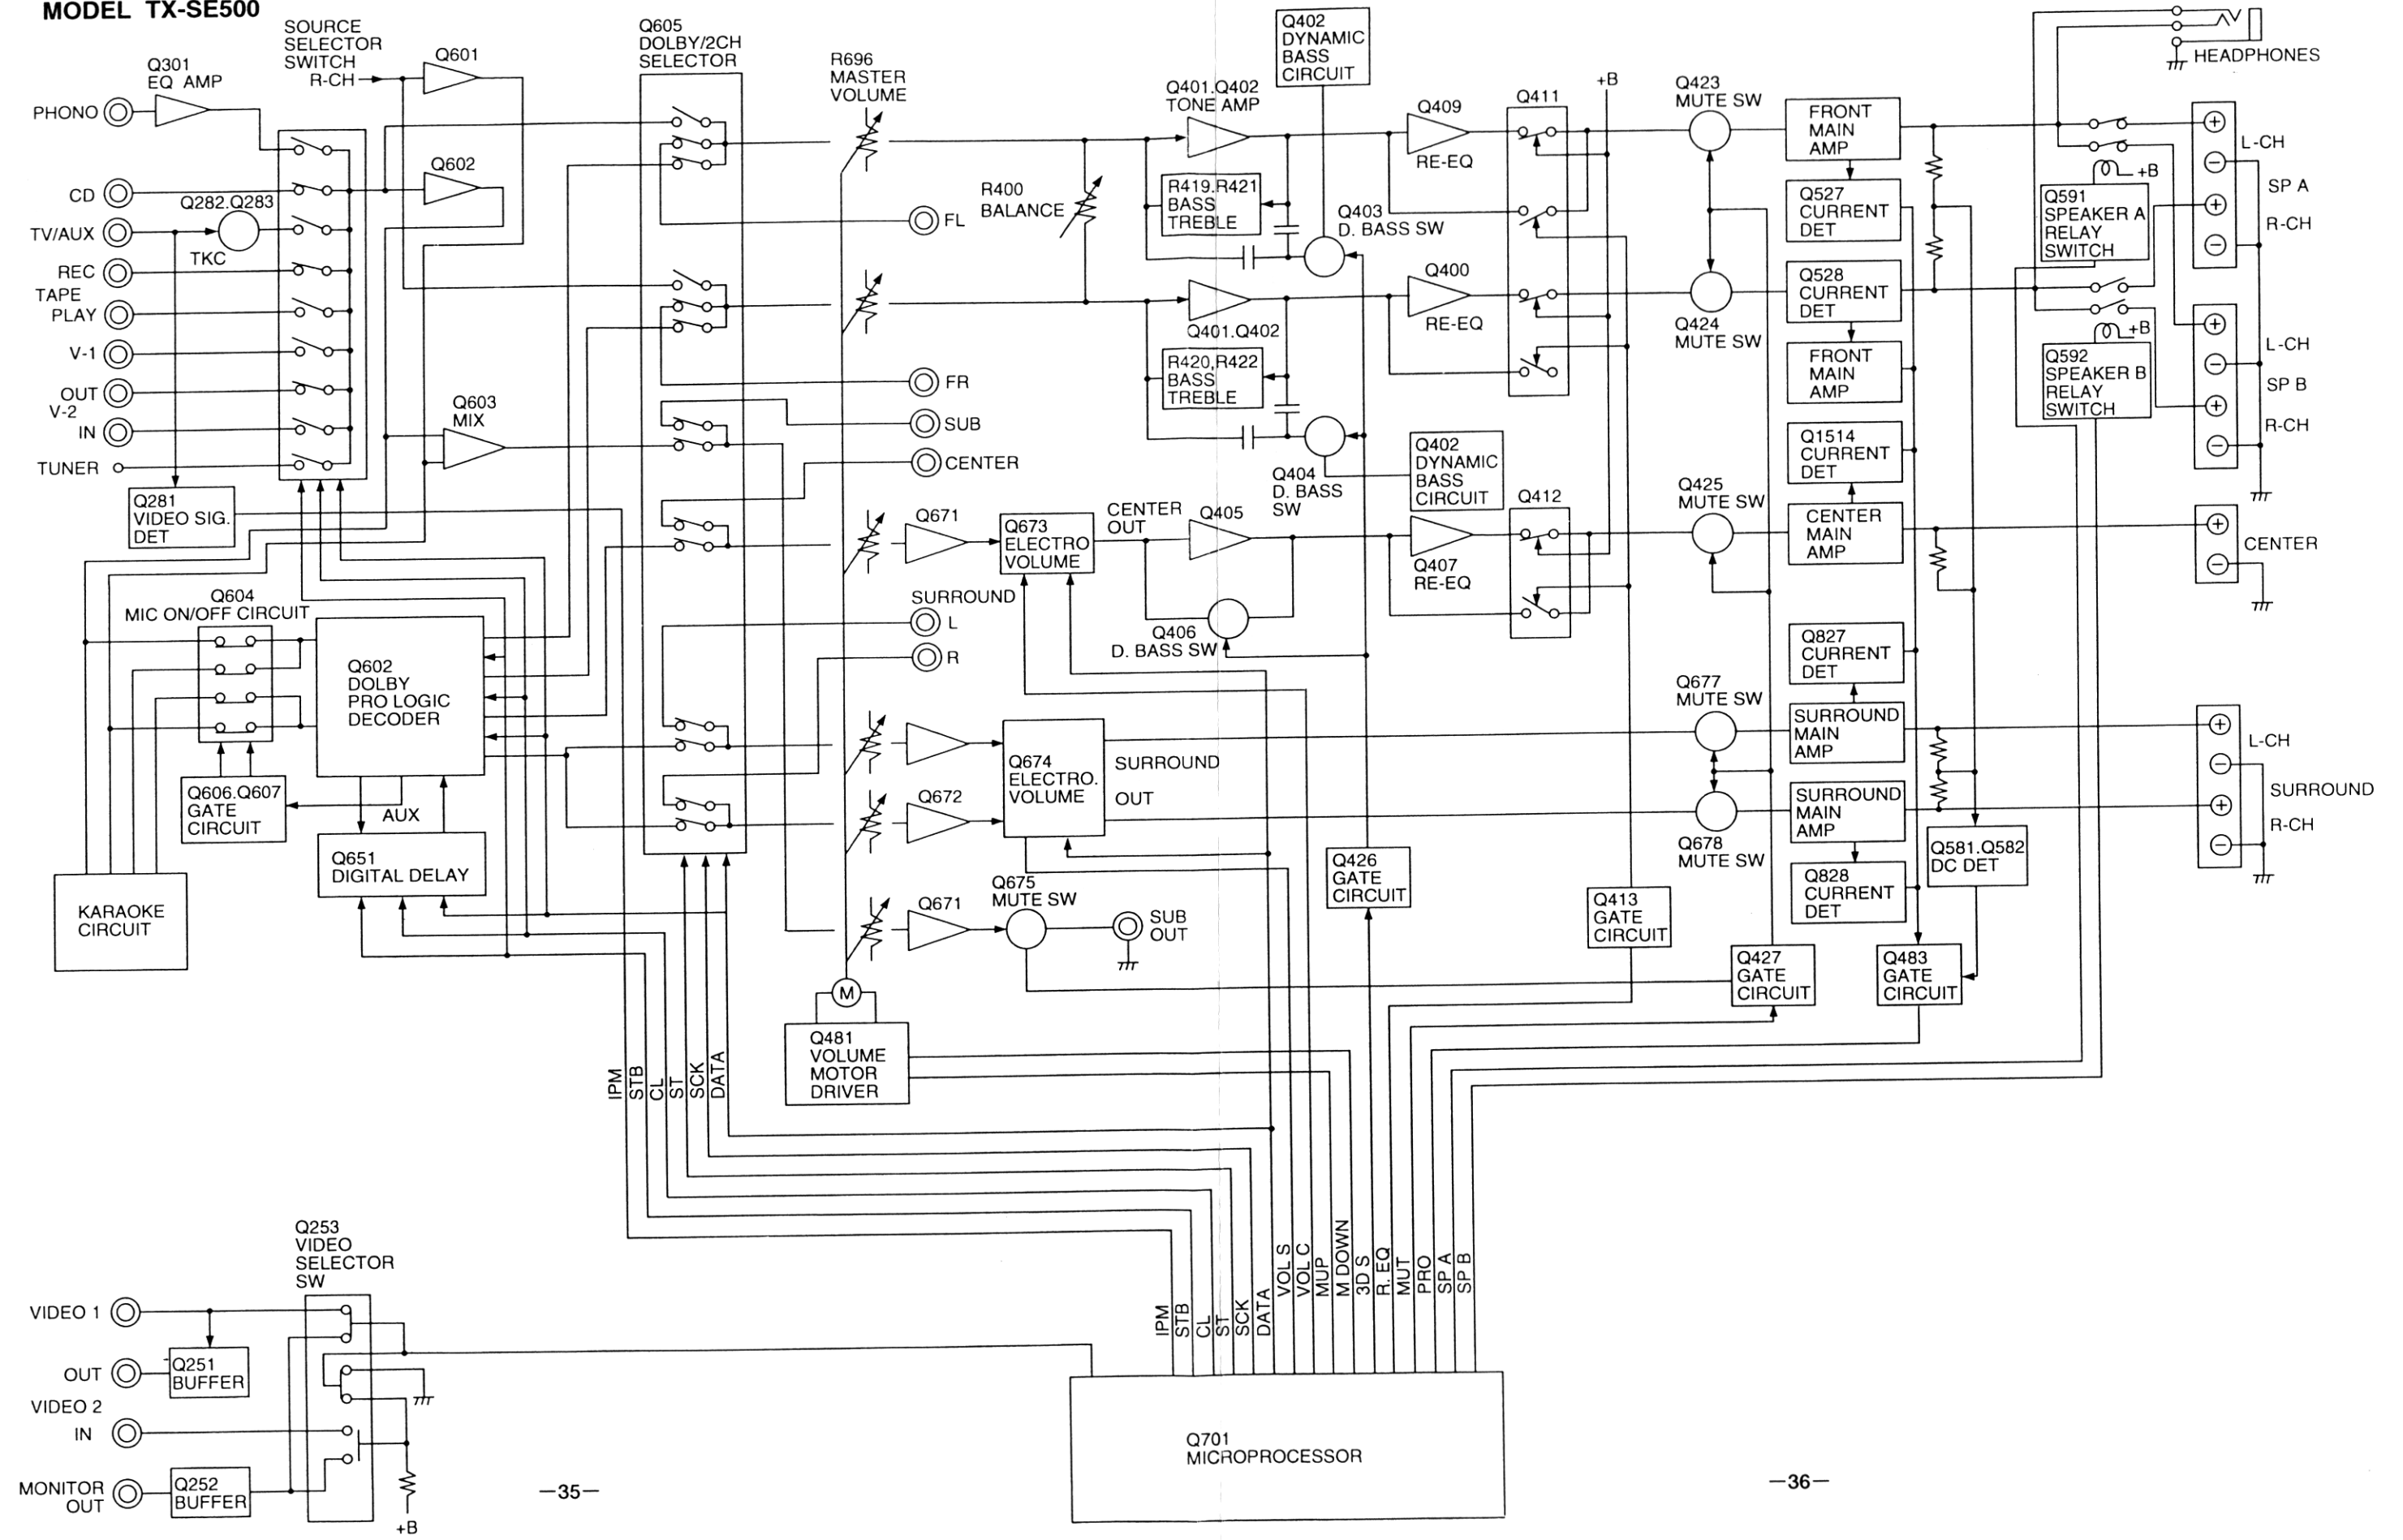 MODEL TX-SE500
SOURCE
SELECTOR
SWITCH
R-CH
Q601
Q301
EQ AMP
PHONO
CD
Q282.Q283
TV/AUX
TKC
REC
TAPE
PLAY
V-1
OUT
V-2
IN
TUNER
Q602
Q603
MIX
Q281
VIDEO SIG.
DET
Q604
MIC ON/OFF CIRCUIT
Q602
DOLBY
PRO LOGIC
DECODER
Q606.Q607
GATE
CIRCUIT
AUX
Q651
DIGITAL DELAY
KARAOKE
CIRCUIT
Q605
DOLBY/2CH
SELECTOR
R696
MASTER
VOLUME
FL
FR
SUB
CENTER
Q671
Q673
ELECTRO
VOLUME
CENTER
OUT
SURROUND
L
R
Q672
Q674
ELECTRO.
VOLUME
SURROUND
OUT
Q671
Q675
MUTE SW
SUB
OUT
M
Q481
VOLUME
MOTOR
DRIVER
IPM
STB
CL
ST
SCK
DATA
R400
BALANCE
Q401.Q402
TONE AMP
Q402
DYNAMIC
BASS
CIRCUIT
R419.R421
BASS
TREBLE
Q403
D. BASS SW
Q401.Q402
R420,R422
BASS
TREBLE
Q404
D. BASS
SW
Q402
DYNAMIC
BASS
CIRCUIT
Q405
Q406
D. BASS SW
Q409
RE-EQ
Q400
RE-EQ
Q407
RE-EQ
Q411
+B
Q412
Q426
GATE
CIRCUIT
Q413
GATE
CIRCUIT
Q423
MUTE SW
Q424
MUTE SW
Q425
MUTE SW
Q677
MUTE SW
Q678
MUTE SW
Q427
GATE
CIRCUIT
FRONT
MAIN
AMP
Q527
CURRENT
DET
Q528
CURRENT
DET
FRONT
MAIN
AMP
Q1514
CURRENT
DET
CENTER
MAIN
AMP
Q827
CURRENT
DET
SURROUND
MAIN
AMP
SURROUND
MAIN
AMP
Q828
CURRENT
DET
Q581.Q582
DC DET
Q483
GATE
CIRCUIT
HEADPHONES
+B
Q591
SPEAKER A
RELAY
SWITCH
+B
Q592
SPEAKER B
RELAY
SWITCH
+
L-CH
−
SP A
+
R-CH
−
+
L-CH
−
SP B
+
R-CH
−
+
CENTER
−
+
L-CH
−
SURROUND
+
R-CH
−
IPM
STB
CL
ST
SCK
DATA
VOL S
VOL C
MUP
M DOWN
3D S
R. EQ
MUT
PRO
SP A
SP B
Q701
MICROPROCESSOR
Q253
VIDEO
SELECTOR
SW
VIDEO 1
OUT
Q251
BUFFER
VIDEO 2
IN
MONITOR
OUT
Q252
BUFFER
+B
—35—
—36—